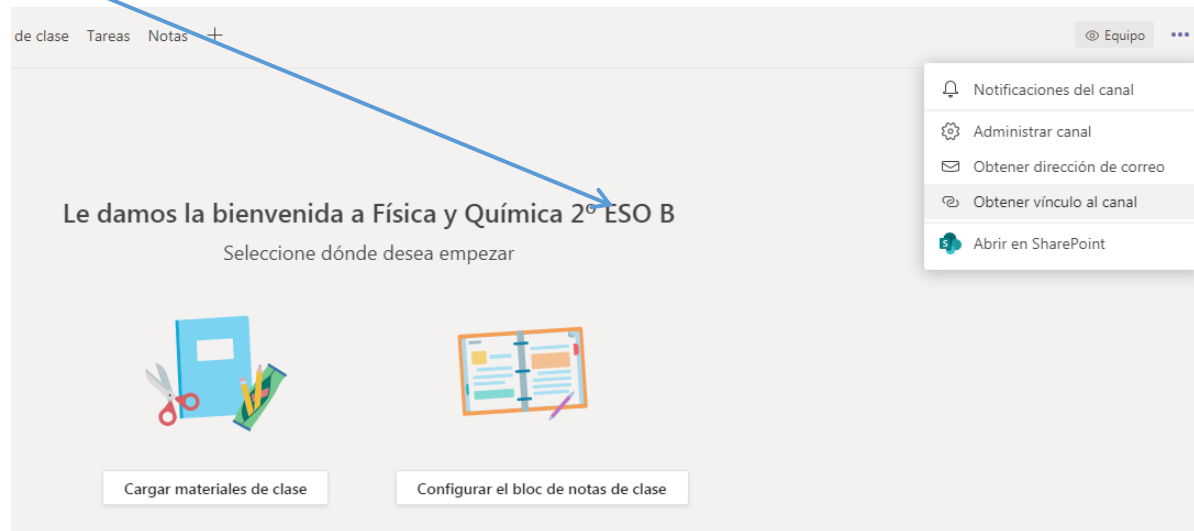 de clase Tareas Notas +
Equipo ...
Notificaciones del canal
Administrar canal
Obtener dirección de correo
Obtener vínculo al canal
Abrir en SharePoint
Le damos la bienvenida a Física y Química 2º ESO B
Seleccione dónde desea empezar
Cargar materiales de clase
Configurar el bloc de notas de clase